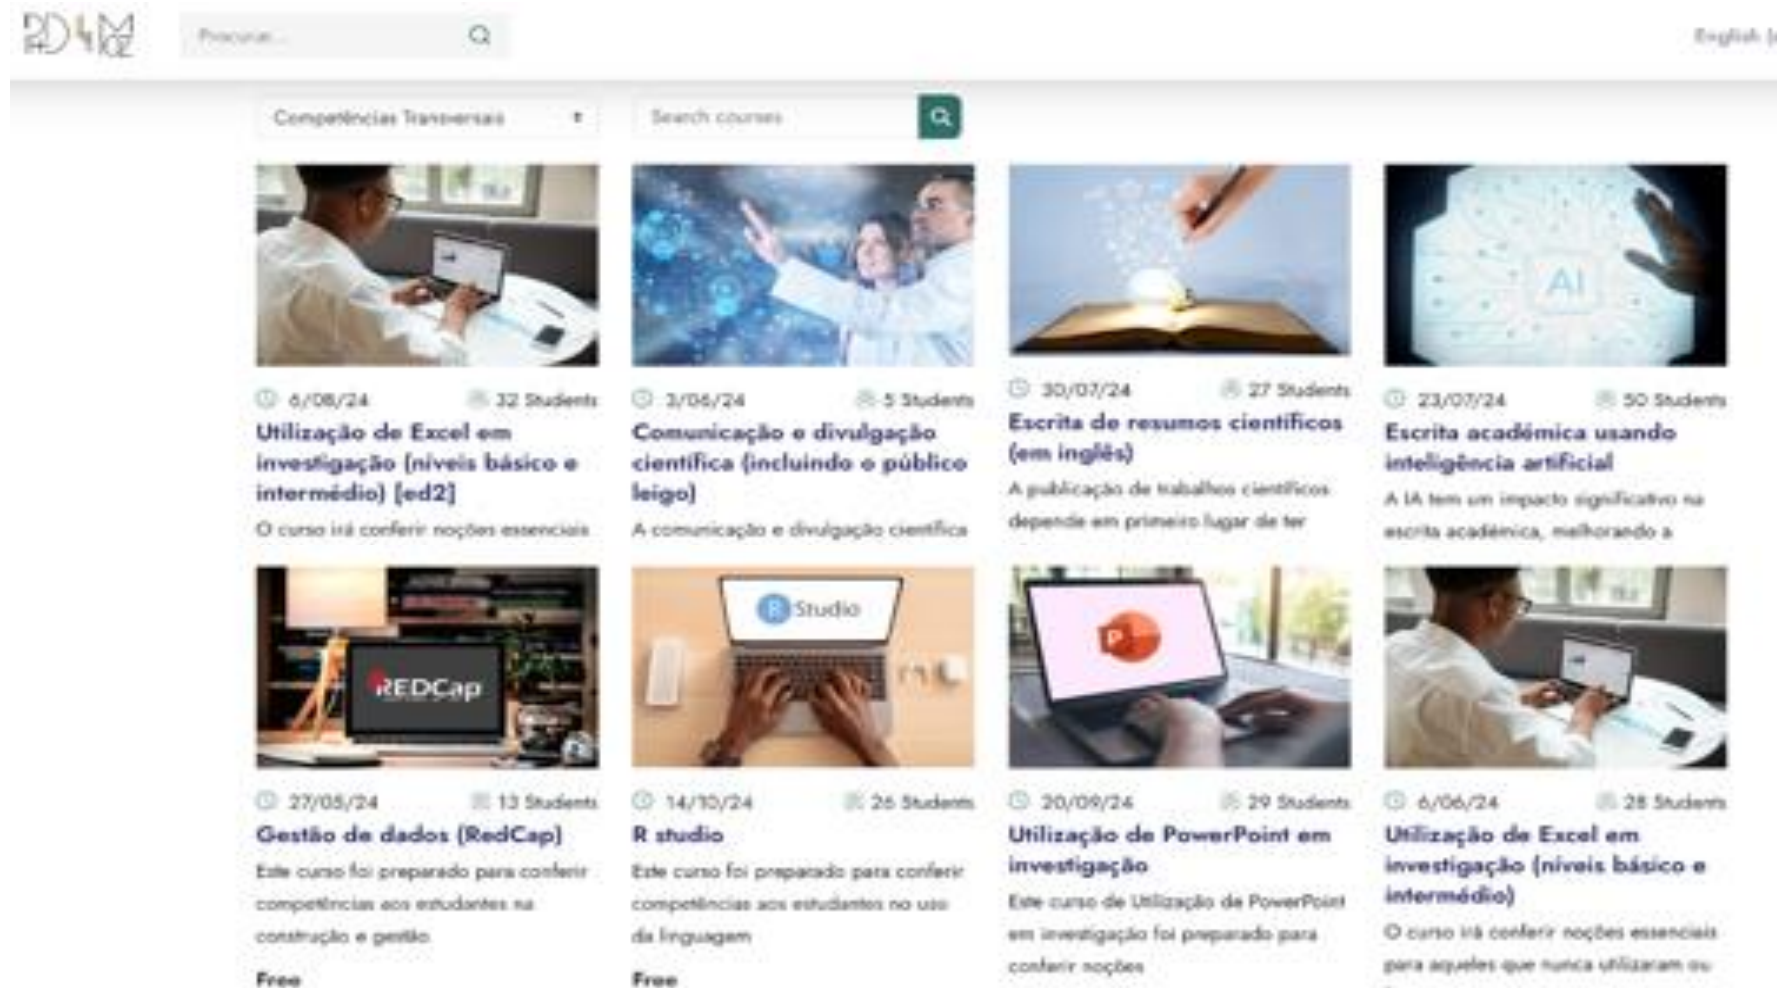 PhD4MOZ
Procurar...
English (
Competências Transversais
Search courses
AI
6/08/24 32 Students
Utilização de Excel em
investigação (níveis básico e
intermédio) [ed2]
O curso irá conferir noções essenciais
3/06/24 5 Students
Comunicação e divulgação
científica (incluindo o público
leigo)
A comunicação e divulgação científica
30/07/24 27 Students
Escrita de resumos científicos
(em inglês)
A publicação de trabalhos científicos
depende em primeiro lugar de ter
23/07/24 50 Students
Escrita académica usando
inteligência artificial
A IA tem um impacto significativo na
escrita académica, melhorando a
REDCap
27/05/24 13 Students
Gestão de dados (RedCap)
Este curso foi preparado para conferir
competências aos estudantes na
construção e gestão
Free
R Studio
14/10/24 26 Students
R studio
Este curso foi preparado para conferir
competências aos estudantes no uso
da linguagem
Free
P
20/09/24 29 Students
Utilização de PowerPoint em
investigação
Este curso de Utilização de PowerPoint
em investigação foi preparado para
conferir noções
6/06/24 28 Students
Utilização de Excel em
investigação (níveis básico e
intermédio)
O curso irá conferir noções essenciais
para aqueles que nunca utilizaram ou